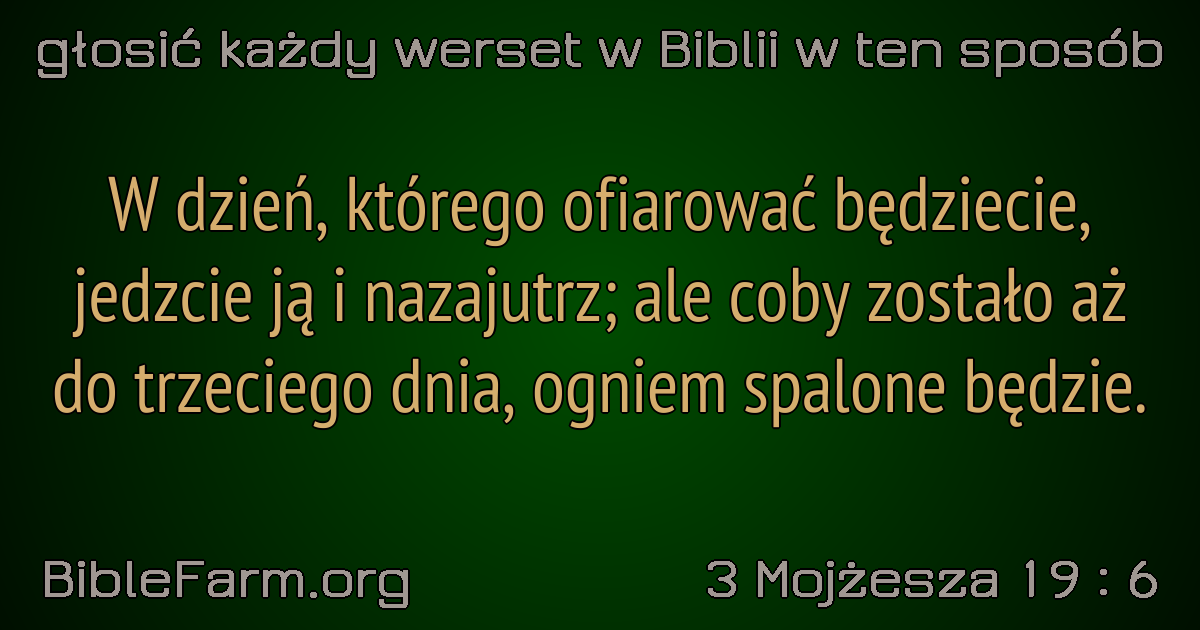 głosić każdy werset w Biblii w ten sposób
W dzień, którego ofiarować będziecie,
jedzcie ją i nazajutrz; ale coby zostało aż
do trzeciego dnia, ogniem spalone będzie.
BibleFarm.org
3 Mojżesza 19 : 6